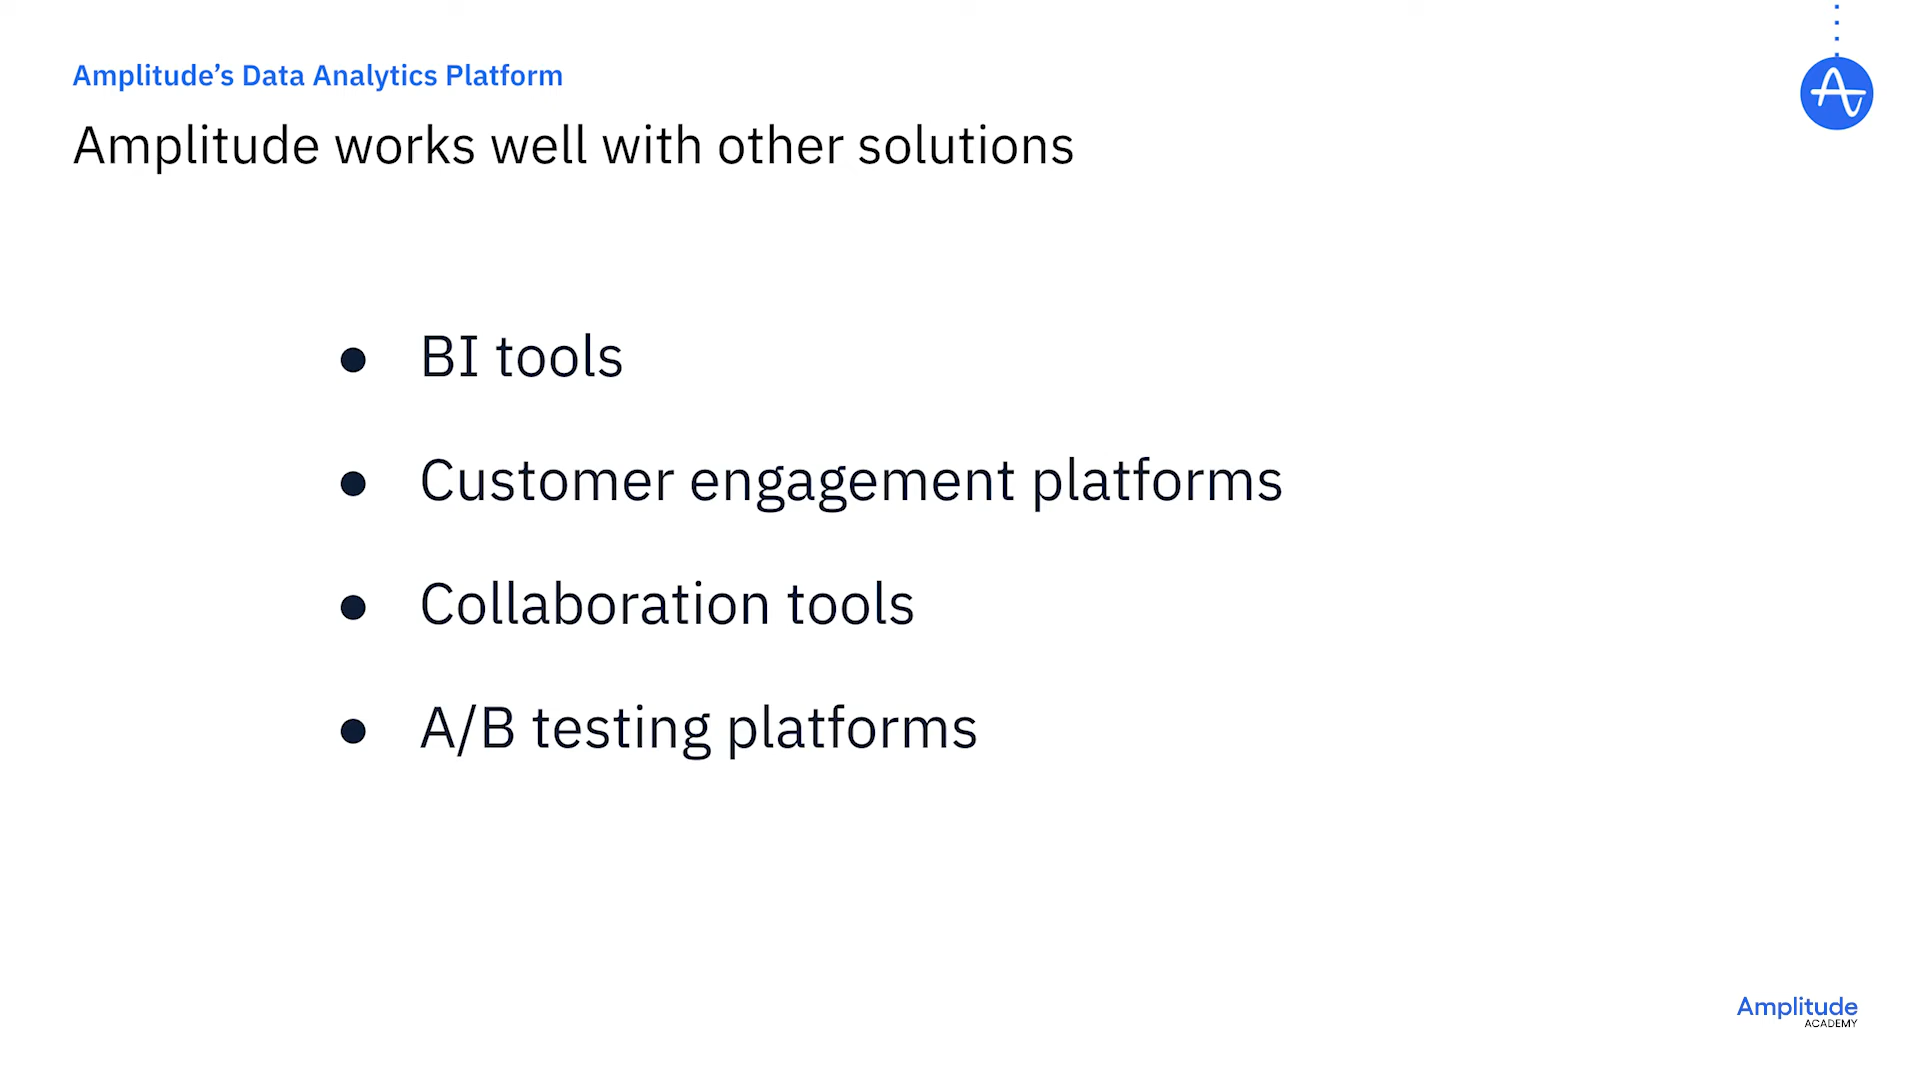 Amplitude’s Data Analytics Platform
Amplitude works well with other solutions
● BI tools
● Customer engagement platforms
● Collaboration tools
● A/B testing platforms
Amplitude
ACADEMY